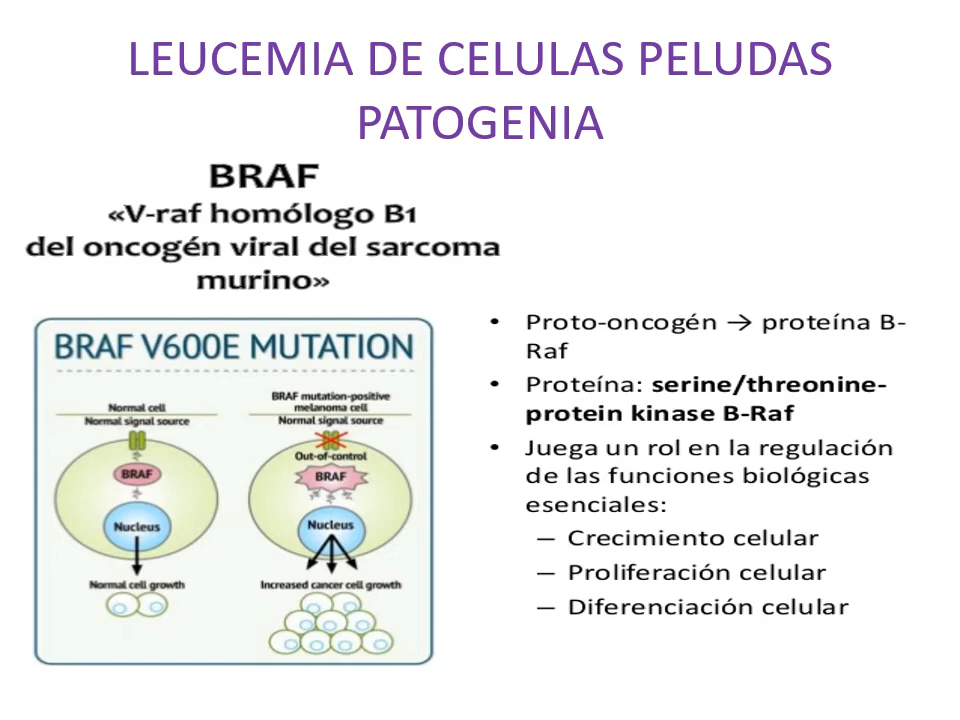 LEUCEMIA DE CELULAS PELUDAS
PATOGENIA
BRAF
«V-raf homólogo B1
del oncogén viral del sarcoma
murino»
BRAF V600E MUTATION
Normal cell
Normal signal source
BRAF
Nucleus
Normal cell growth
BRAF mutation-positive
melanoma cell
Normal signal source
Out-of-control
BRAF
Nucleus
Increased cancer cell growth
• Proto-oncogén → proteína B-
Raf
• Proteína: serine/threonine-
protein kinase B-Raf
• Juega un rol en la regulación
de las funciones biológicas
esenciales:
– Crecimiento celular
– Proliferación celular
– Diferenciación celular